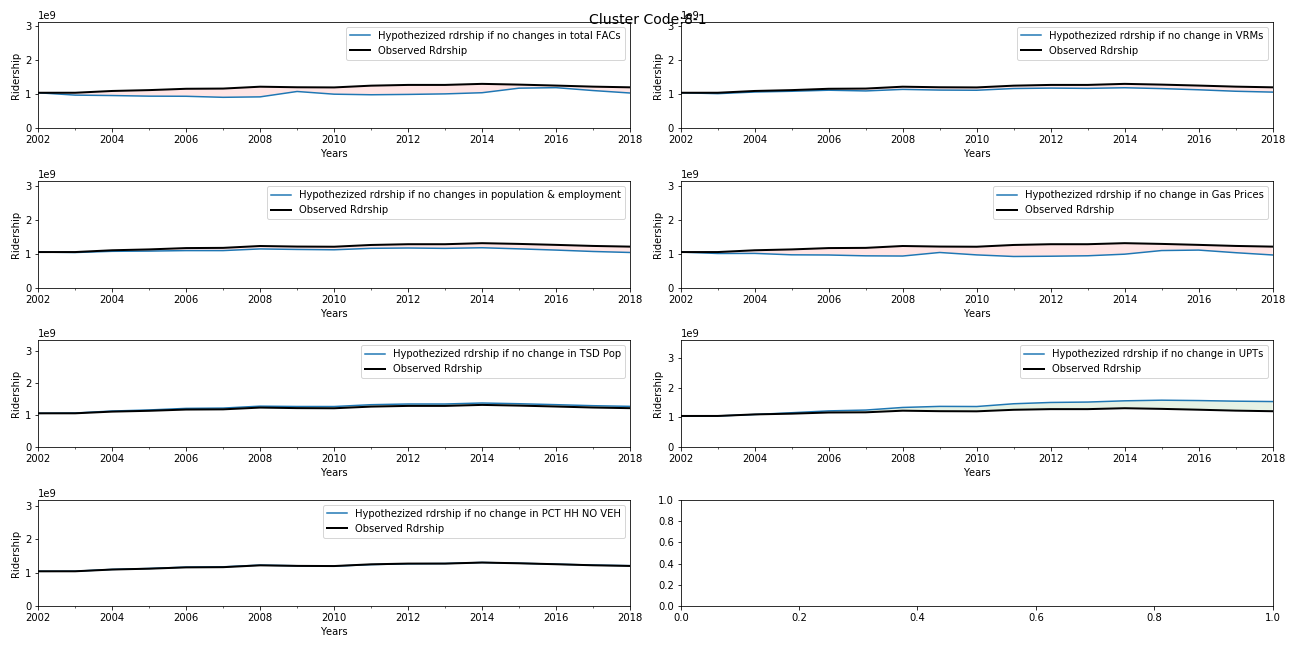 Cluster Code-8-1
1e9
Hypothezized rdrship if no changes in total FACs
Observed Rdrship
Ridership
3
2
1
0
2002 2004 2006 2008 2010 2012 2014 2016 2018
Years
1e9
Hypothezized rdrship if no change in VRMs
Observed Rdrship
Ridership
3
2
1
0
2002 2004 2006 2008 2010 2012 2014 2016 2018
Years
1e9
Hypothezized rdrship if no changes in population & employment
Observed Rdrship
Ridership
3
2
1
0
2002 2004 2006 2008 2010 2012 2014 2016 2018
Years
1e9
Hypothezized rdrship if no change in Gas Prices
Observed Rdrship
Ridership
3
2
1
0
2002 2004 2006 2008 2010 2012 2014 2016 2018
Years
1e9
Hypothezized rdrship if no change in TSD Pop
Observed Rdrship
Ridership
3
2
1
0
2002 2004 2006 2008 2010 2012 2014 2016 2018
Years
1e9
Hypothezized rdrship if no change in UPTs
Observed Rdrship
Ridership
3
2
1
0
2002 2004 2006 2008 2010 2012 2014 2016 2018
Years
1e9
Hypothezized rdrship if no change in PCT HH NO VEH
Observed Rdrship
Ridership
3
2
1
0
2002 2004 2006 2008 2010 2012 2014 2016 2018
Years
1.0
0.8
0.6
0.4
0.2
0.0
0.0 0.2 0.4 0.6 0.8 1.0